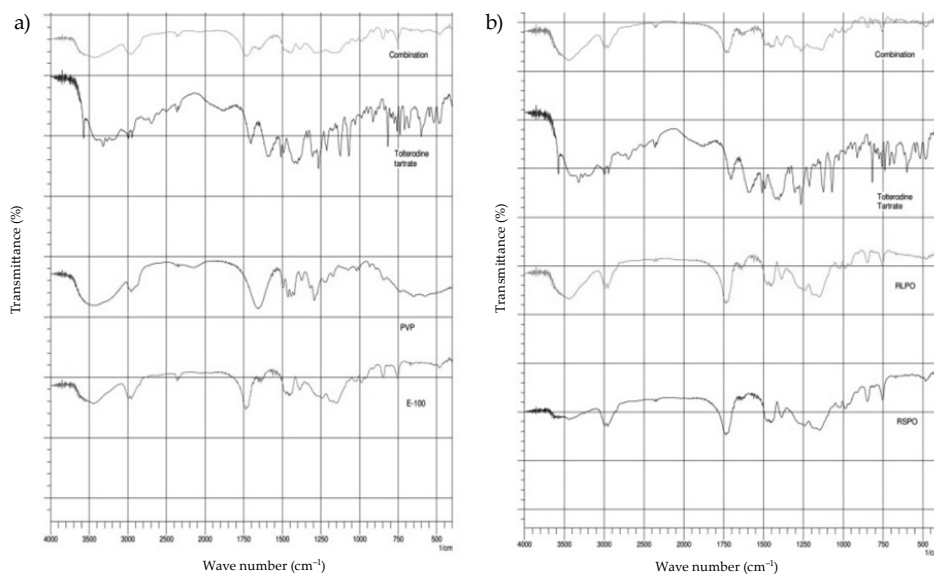 a)
Combination
Tolterodine
tartrate
PVP
E-100
Transmittance (%)
4000 3500 3000 2500 2000 1750 1500 1250 1000 750 500
1/cm
Wave number (cm⁻¹)
b)
Combination
Tolterodine
Tartrate
RLPO
RSPO
Transmittance (%)
4000 3500 3000 2500 2000 1750 1500 1250 1000 750 500
1/cm
Wave number (cm⁻¹)